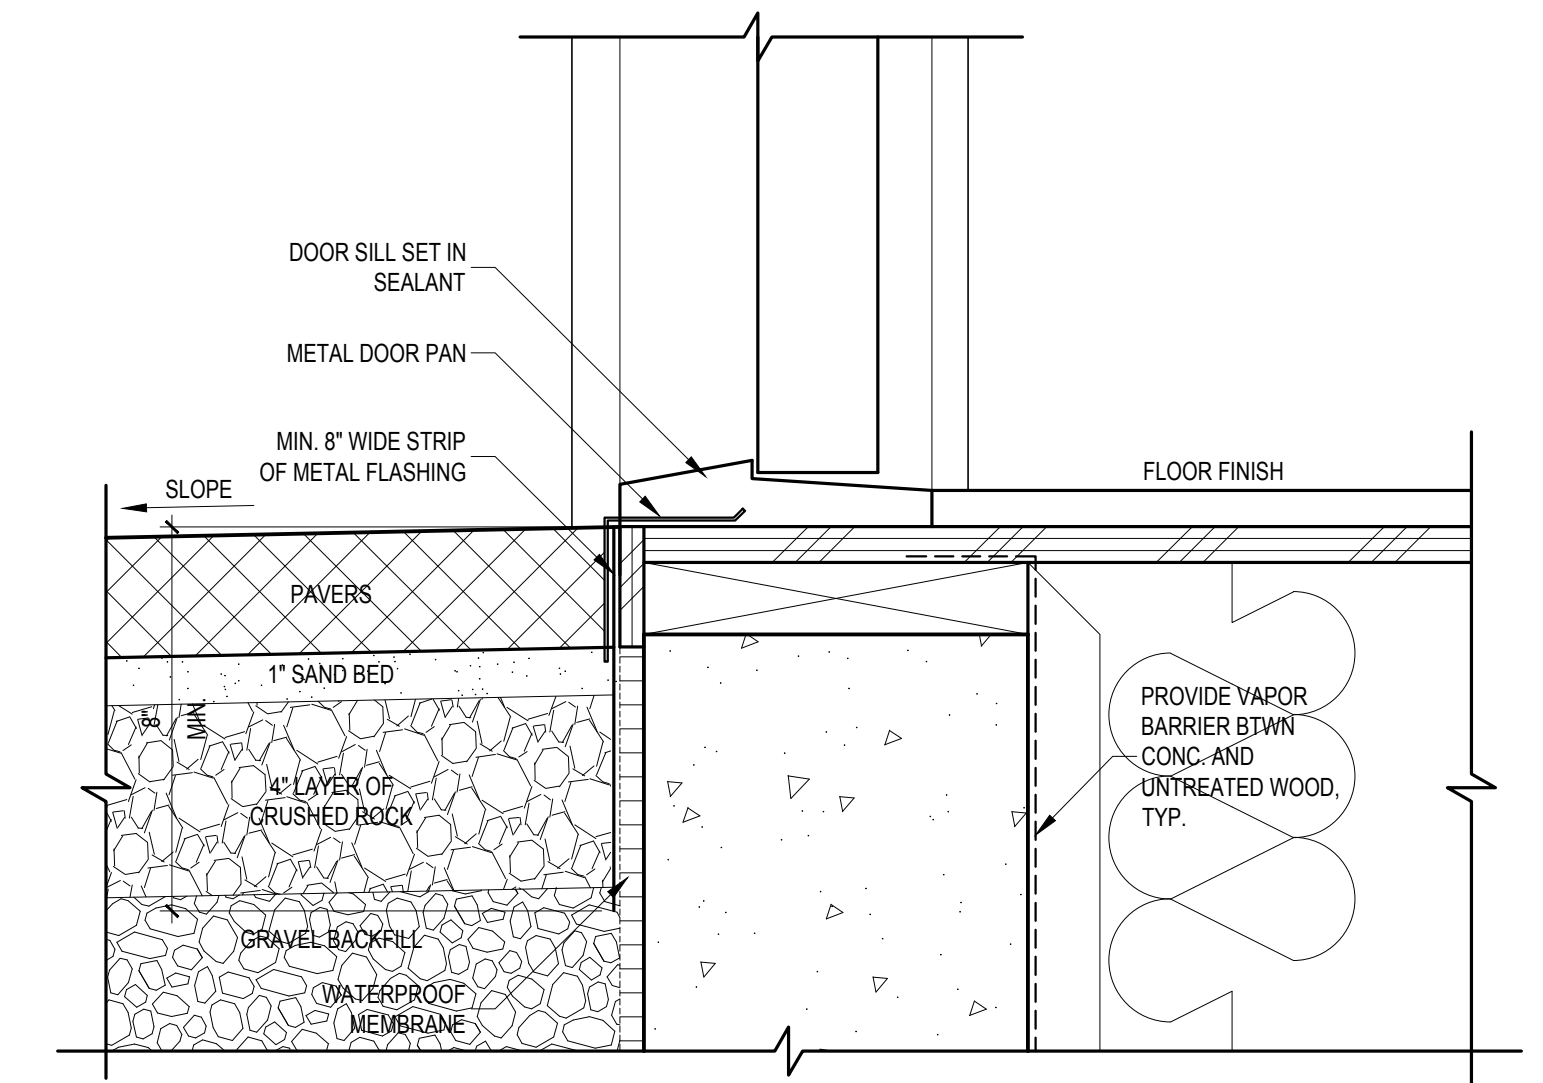 DOOR SILL SET IN
SEALANT
METAL DOOR PAN
MIN. 8" WIDE STRIP
OF METAL FLASHING
SLOPE
FLOOR FINISH
PAVERS
1" SAND BED
8"
MIN.
4" LAYER OF
CRUSHED ROCK
PROVIDE VAPOR
BARRIER BTWN
CONC. AND
UNTREATED WOOD,
TYP.
GRAVEL BACKFILL
WATERPROOF
MEMBRANE